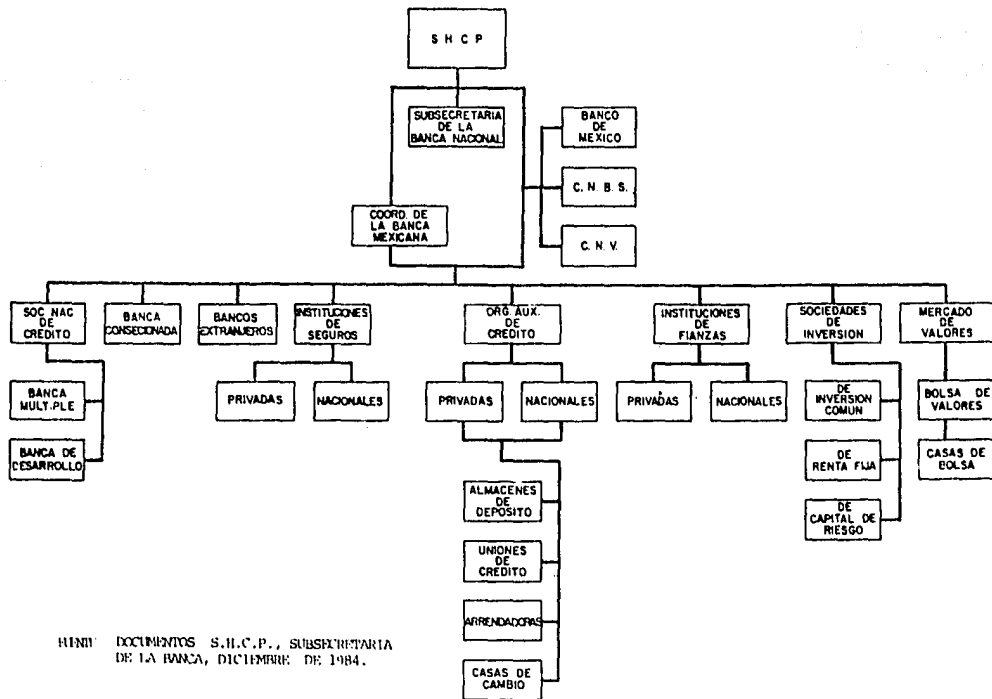 S H C P
SUBSECRETARIA
DE LA
BANCA NACIONAL
BANCO
DE
MEXICO
C. N. B. S.
COORD. DE
LA BANCA
MEXICANA
C. N. V.
SOC. NAC
DE
CREDITO
BANCA
CONSECIONADA
BANCOS
EXTRANJEROS
INSTITUCIONES
DE
SEGUROS
ORG. AUX.
DE
CREDITO
INSTITUCIONES
DE
FIANZAS
SOCIEDADES
DE
INVERSION
MERCADO
DE
VALORES
BANCA
MULTIPLE
PRIVADAS
NACIONALES
PRIVADAS
NACIONALES
PRIVADAS
NACIONALES
DE
INVERSION
COMUN
BOLSA DE
VALORES
BANCA DE
DESARROLLO
DE
RENTA FIJA
CASAS DE
BOLSA
ALMACENES
DE
DEPOSITO
DE
CAPITAL DE
RIESGO
UNIONES
DE
CREDITO
ARRENDADORAS
CASAS DE
CAMBIO
DOCUMENTOS S.H.C.P., SUBSECRETARIA
DE LA BANCA, DICIEMBRE DE 1984.